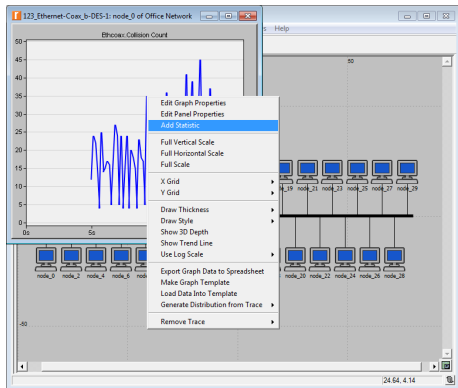 123_Ethernet-Coax_b-DES-1: node_0 of Office Network
Help
Ethcoax.Collision Count
50
45
40
35
30
25
20
15
10
5
0
0s
5s
50
Edit Graph Properties
Edit Panel Properties
Add Statistic
Full Vertical Scale
Full Horizontal Scale
Full Scale
X Grid
Y Grid
Draw Thickness
Draw Style
Show 3D Depth
Show Trend Line
Use Log Scale
Export Graph Data to Spreadsheet
Make Graph Template
Load Data Into Template
Generate Distribution from Trace
Remove Trace
node_21 node_23 node_25 node_27 node_29
node_0 node_2 node_4 node_6 node_8 node_20 node_22 node_24 node_26 node_28
-50
24.64, 4.14